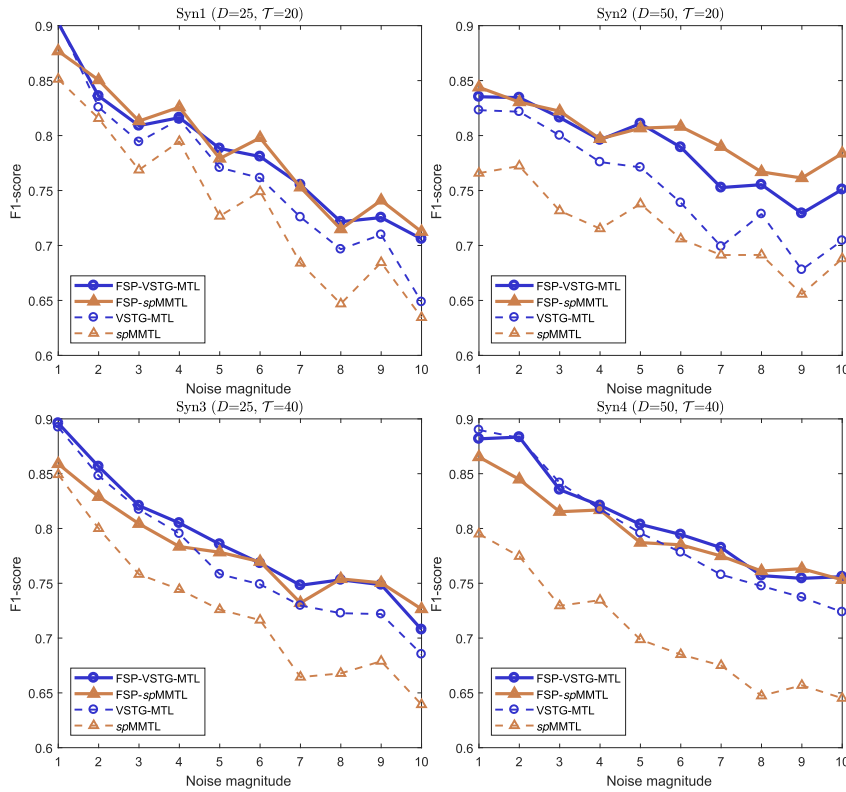 Syn1 (D=25, 𝒯=20)
0.9
0.85
0.8
0.75
0.7
0.65
0.6
F1-score
FSP-VSTG-MTL
FSP-spMMTL
VSTG-MTL
spMMTL
1 2 3 4 5 6 7 8 9 10
Noise magnitude
Syn2 (D=50, 𝒯=20)
0.9
0.85
0.8
0.75
0.7
0.65
0.6
F1-score
FSP-VSTG-MTL
FSP-spMMTL
VSTG-MTL
spMMTL
1 2 3 4 5 6 7 8 9 10
Noise magnitude
Syn3 (D=25, 𝒯=40)
0.9
0.85
0.8
0.75
0.7
0.65
0.6
F1-score
FSP-VSTG-MTL
FSP-spMMTL
VSTG-MTL
spMMTL
1 2 3 4 5 6 7 8 9 10
Noise magnitude
Syn4 (D=50, 𝒯=40)
0.9
0.85
0.8
0.75
0.7
0.65
0.6
F1-score
FSP-VSTG-MTL
FSP-spMMTL
VSTG-MTL
spMMTL
1 2 3 4 5 6 7 8 9 10
Noise magnitude